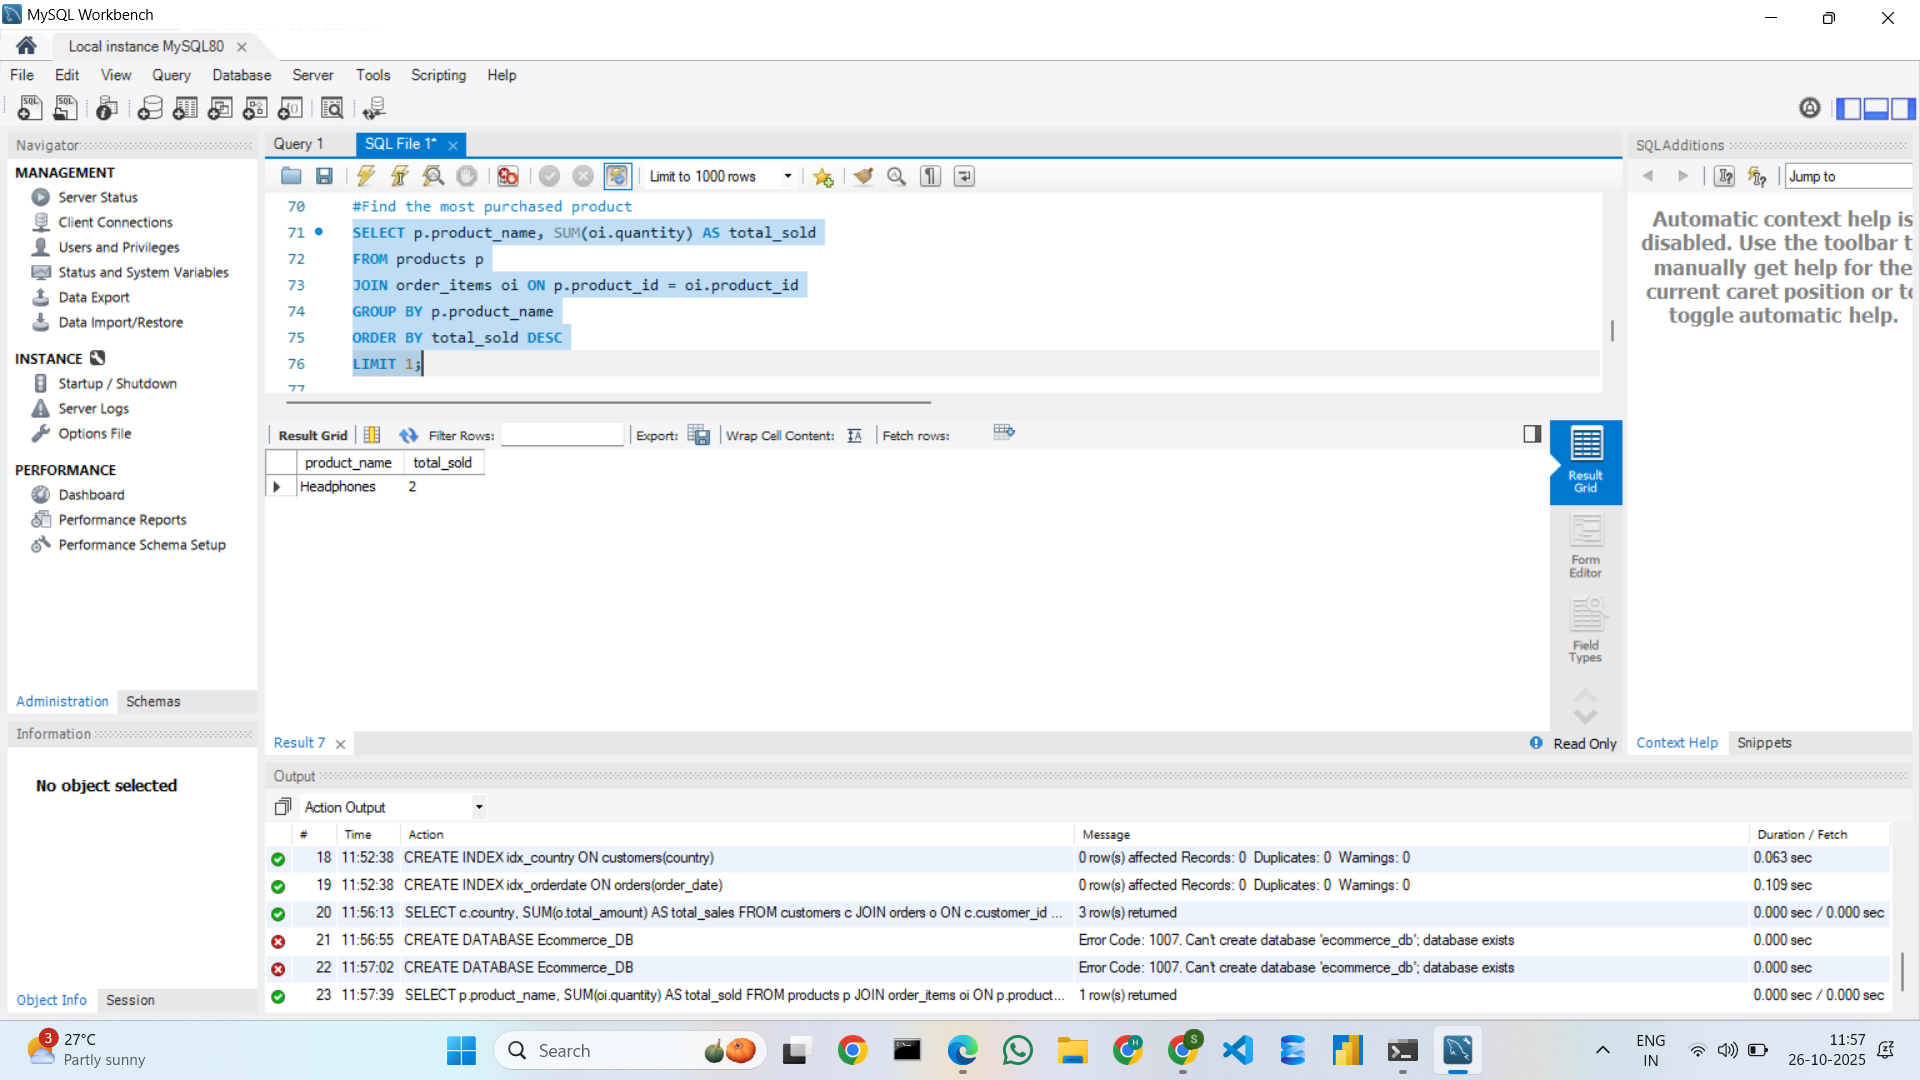 MySQL Workbench
Local instance MySQL80
File Edit View Query Database Server Tools Scripting Help
Navigator
MANAGEMENT
Server Status
Client Connections
Users and Privileges
Status and System Variables
Data Export
Data Import/Restore
INSTANCE
Startup / Shutdown
Server Logs
Options File
PERFORMANCE
Dashboard
Performance Reports
Performance Schema Setup
Administration Schemas
Information
No object selected
Object Info Session
Query 1 SQL File 1*
Limit to 1000 rows
70 #Find the most purchased product
71 SELECT p.product_name, SUM(oi.quantity) AS total_sold
72 FROM products p
73 JOIN order_items oi ON p.product_id = oi.product_id
74 GROUP BY p.product_name
75 ORDER BY total_sold DESC
76 LIMIT 1;
77
Result Grid Filter Rows: Export: Wrap Cell Content: Fetch rows:
product_name total_sold
Headphones 2
Result Grid
Form Editor
Field Types
Result 7
Read Only
SQLAdditions
Jump to
Automatic context help is
disabled. Use the toolbar t
manually get help for the
current caret position or to
toggle automatic help.
Context Help Snippets
Output
Action Output
# Time Action Message Duration / Fetch
18 11:52:38 CREATE INDEX idx_country ON customers(country) 0 row(s) affected Records: 0 Duplicates: 0 Warnings: 0 0.063 sec
19 11:52:38 CREATE INDEX idx_orderdate ON orders(order_date) 0 row(s) affected Records: 0 Duplicates: 0 Warnings: 0 0.109 sec
20 11:56:13 SELECT c.country, SUM(o.total_amount) AS total_sales FROM customers c JOIN orders o ON c.customer_id ... 3 row(s) returned 0.000 sec / 0.000 sec
21 11:56:55 CREATE DATABASE Ecommerce_DB Error Code: 1007. Can't create database 'ecommerce_db'; database exists 0.000 sec
22 11:57:02 CREATE DATABASE Ecommerce_DB Error Code: 1007. Can't create database 'ecommerce_db'; database exists 0.000 sec
23 11:57:39 SELECT p.product_name, SUM(oi.quantity) AS total_sold FROM products p JOIN order_items oi ON p.product... 1 row(s) returned 0.000 sec / 0.000 sec
3
27°C
Partly sunny
Search
H
S
ENG
IN
11:57
26-10-2025